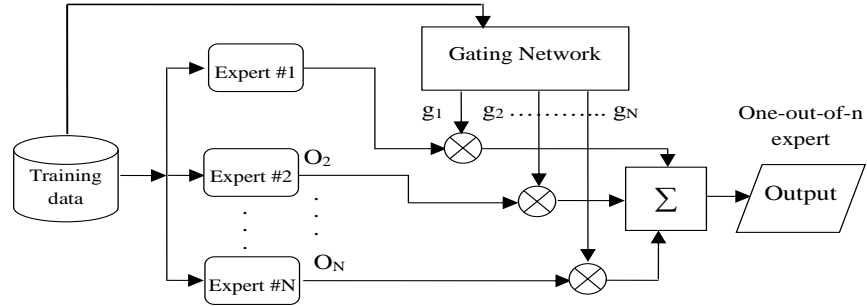 Gating Network
Expert #1
g1 g2 ............ gN
One-out-of-n
expert
Training
data
O2
Expert #2
Σ
Output
ON
Expert #N